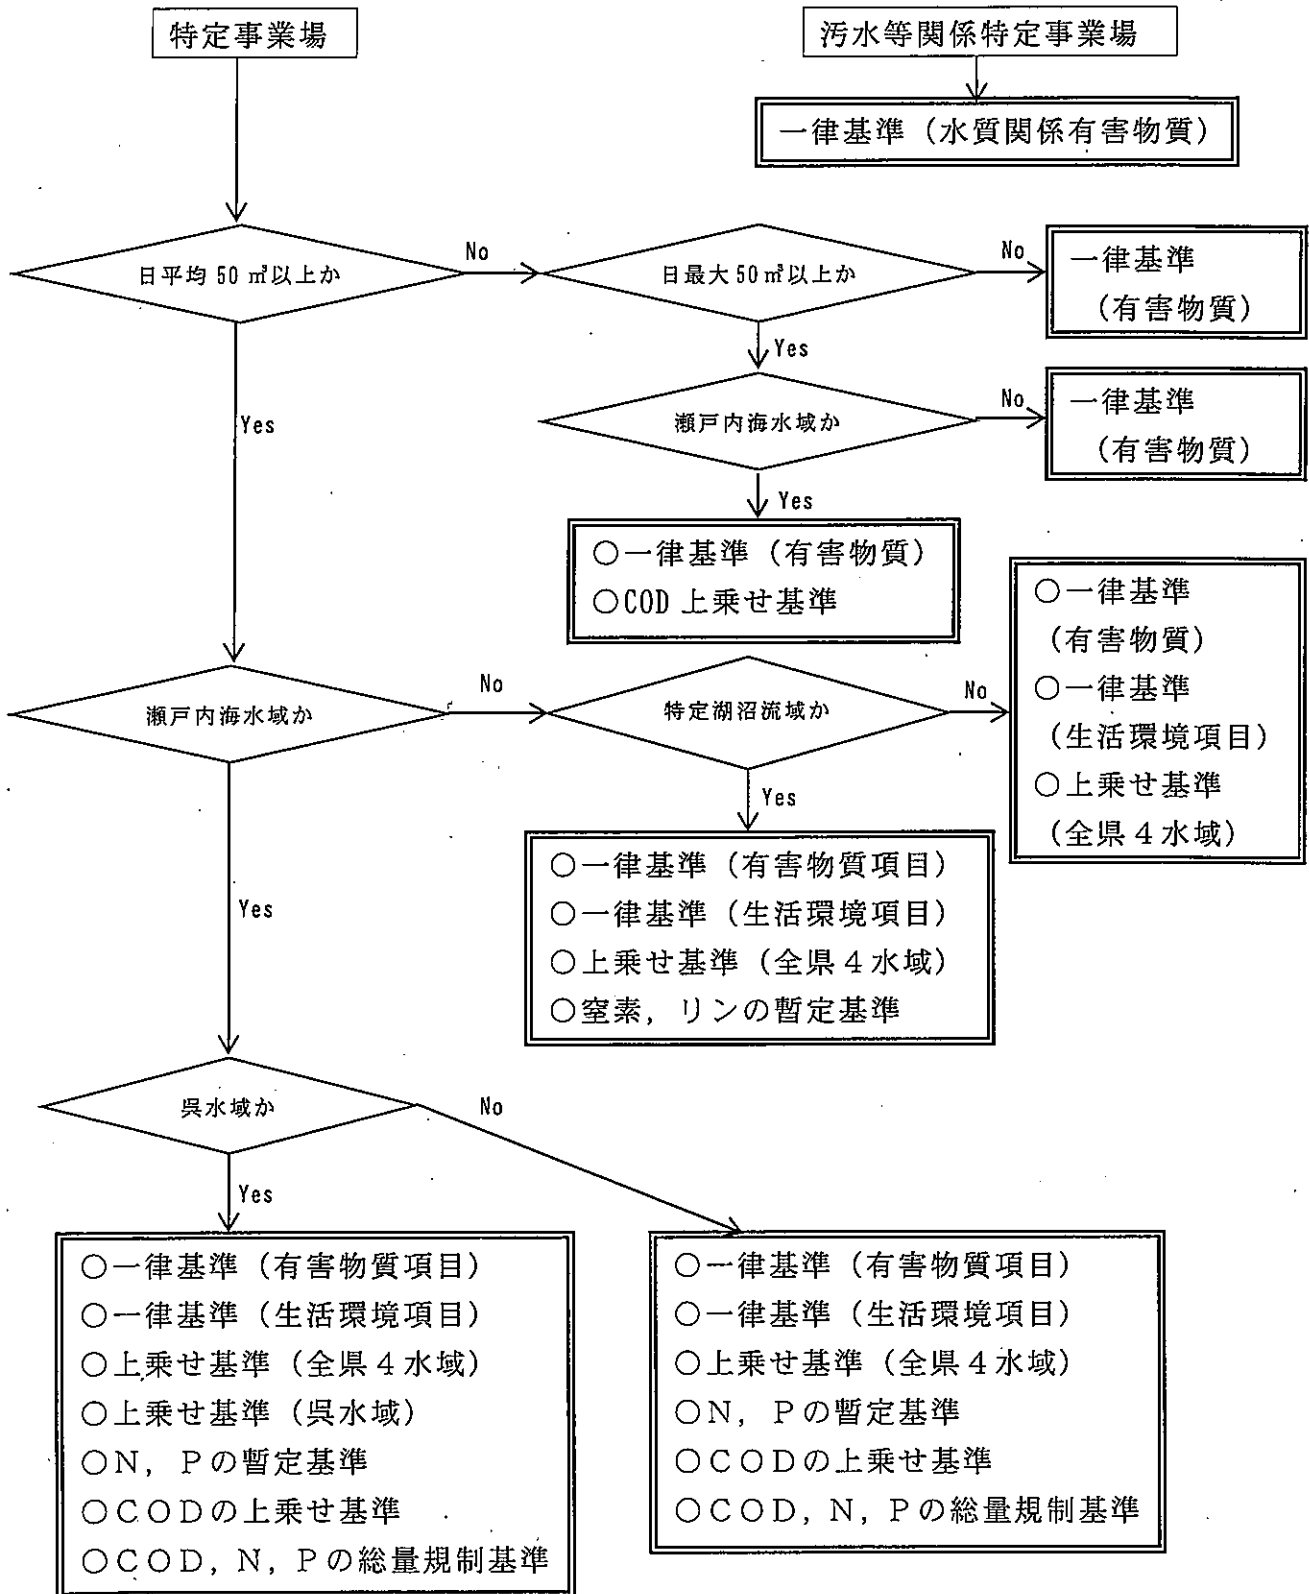 特定事業場
汚水等関係特定事業場
一律基準（水質関係有害物質）
日平均 50 ㎥以上か
No
日最大 50 ㎥以上か
No
一律基準
（有害物質）
Yes
Yes
瀬戸内海水域か
No
一律基準
（有害物質）
Yes
○一律基準（有害物質）
○COD 上乗せ基準
瀬戸内海水域か
No
特定湖沼流域か
No
○一律基準
(有害物質)
○一律基準
(生活環境項目)
○上乗せ基準
(全県４水域)
Yes
Yes
○一律基準（有害物質項目）
○一律基準（生活環境項目）
○上乗せ基準（全県４水域）
○窒素，リンの暫定基準
呉水域か
No
Yes
○一律基準（有害物質項目）
○一律基準（生活環境項目）
○上乗せ基準（全県４水域）
○上乗せ基準（呉水域）
○Ｎ，Ｐの暫定基準
○ＣＯＤの上乗せ基準
○ＣＯＤ，Ｎ，Ｐの総量規制基準
○一律基準（有害物質項目）
○一律基準（生活環境項目）
○上乗せ基準（全県４水域）
○Ｎ，Ｐの暫定基準
○ＣＯＤの上乗せ基準
○ＣＯＤ，Ｎ，Ｐの総量規制基準